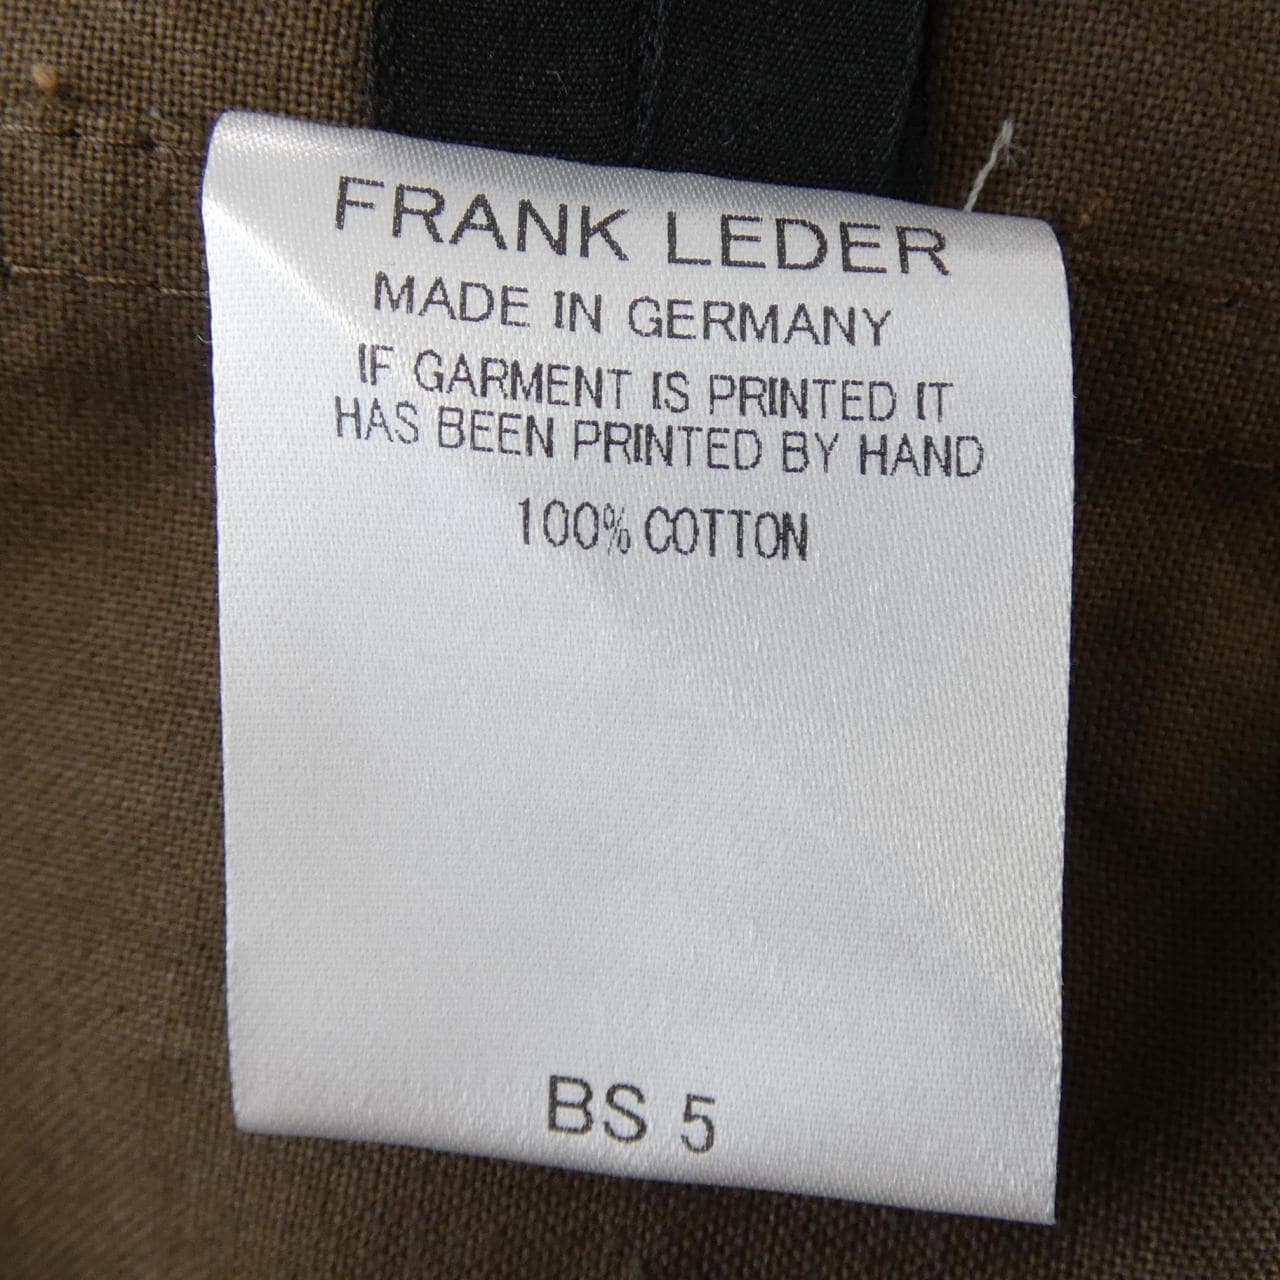 FRANK LEDER
MADE IN GERMANY
IF GARMENT IS PRINTED IT
HAS BEEN PRINTED BY HAND
100% COTTON
BS 5